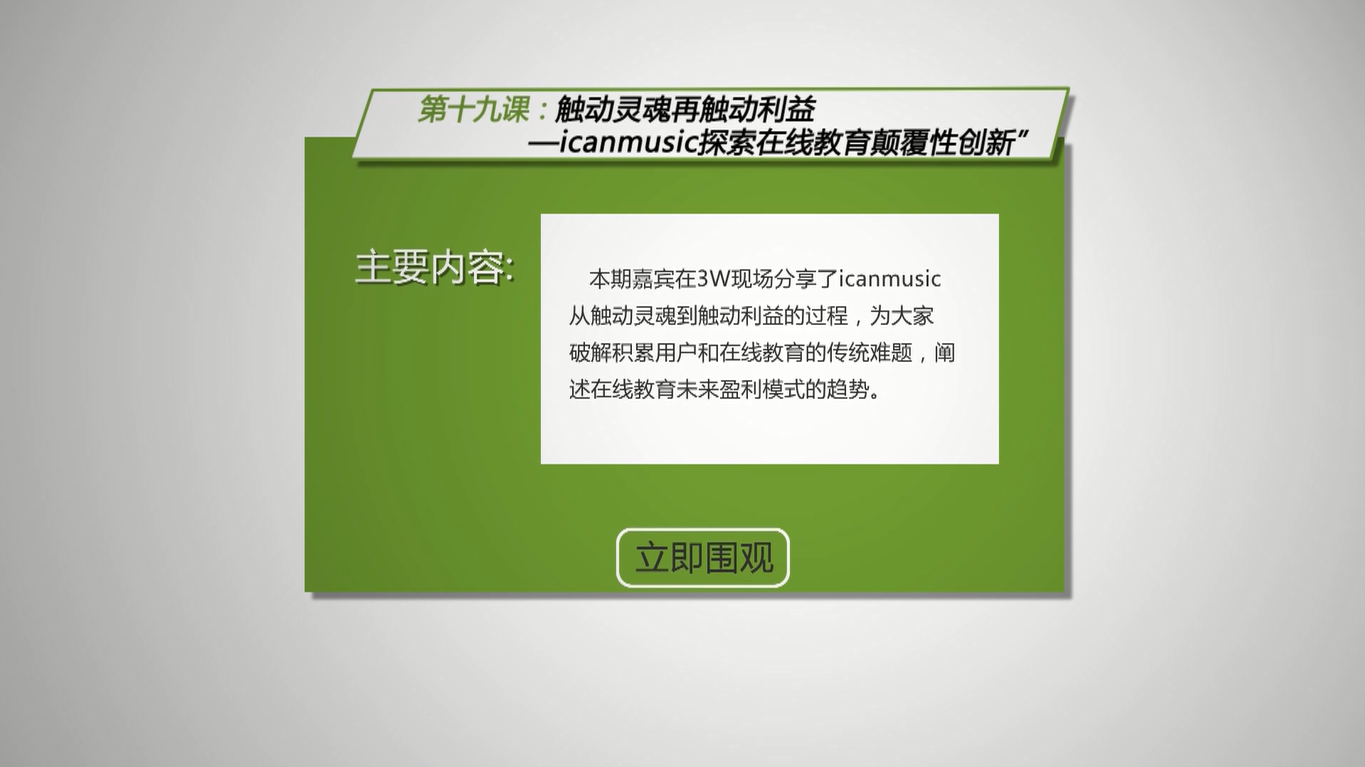 第十九课：触动灵魂再触动利益
—icanmusic探索在线教育颠覆性创新”
主要内容:
本期嘉宾在3W现场分享了icanmusic
从触动灵魂到触动利益的过程，为大家
破解积累用户和在线教育的传统难题，阐
述在线教育未来盈利模式的趋势。
立即围观